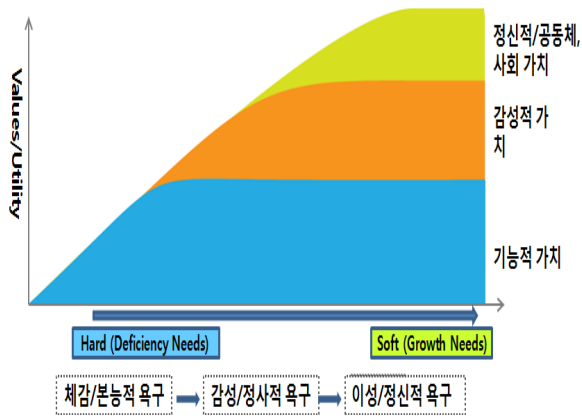 정신적/공동체,
사회 가치
감성적 가
치
기능적 가치
Values/Utility
Hard (Deficiency Needs)
Soft (Growth Needs)
체감/본능적 욕구
감성/정사적 욕구
이성/정신적 욕구